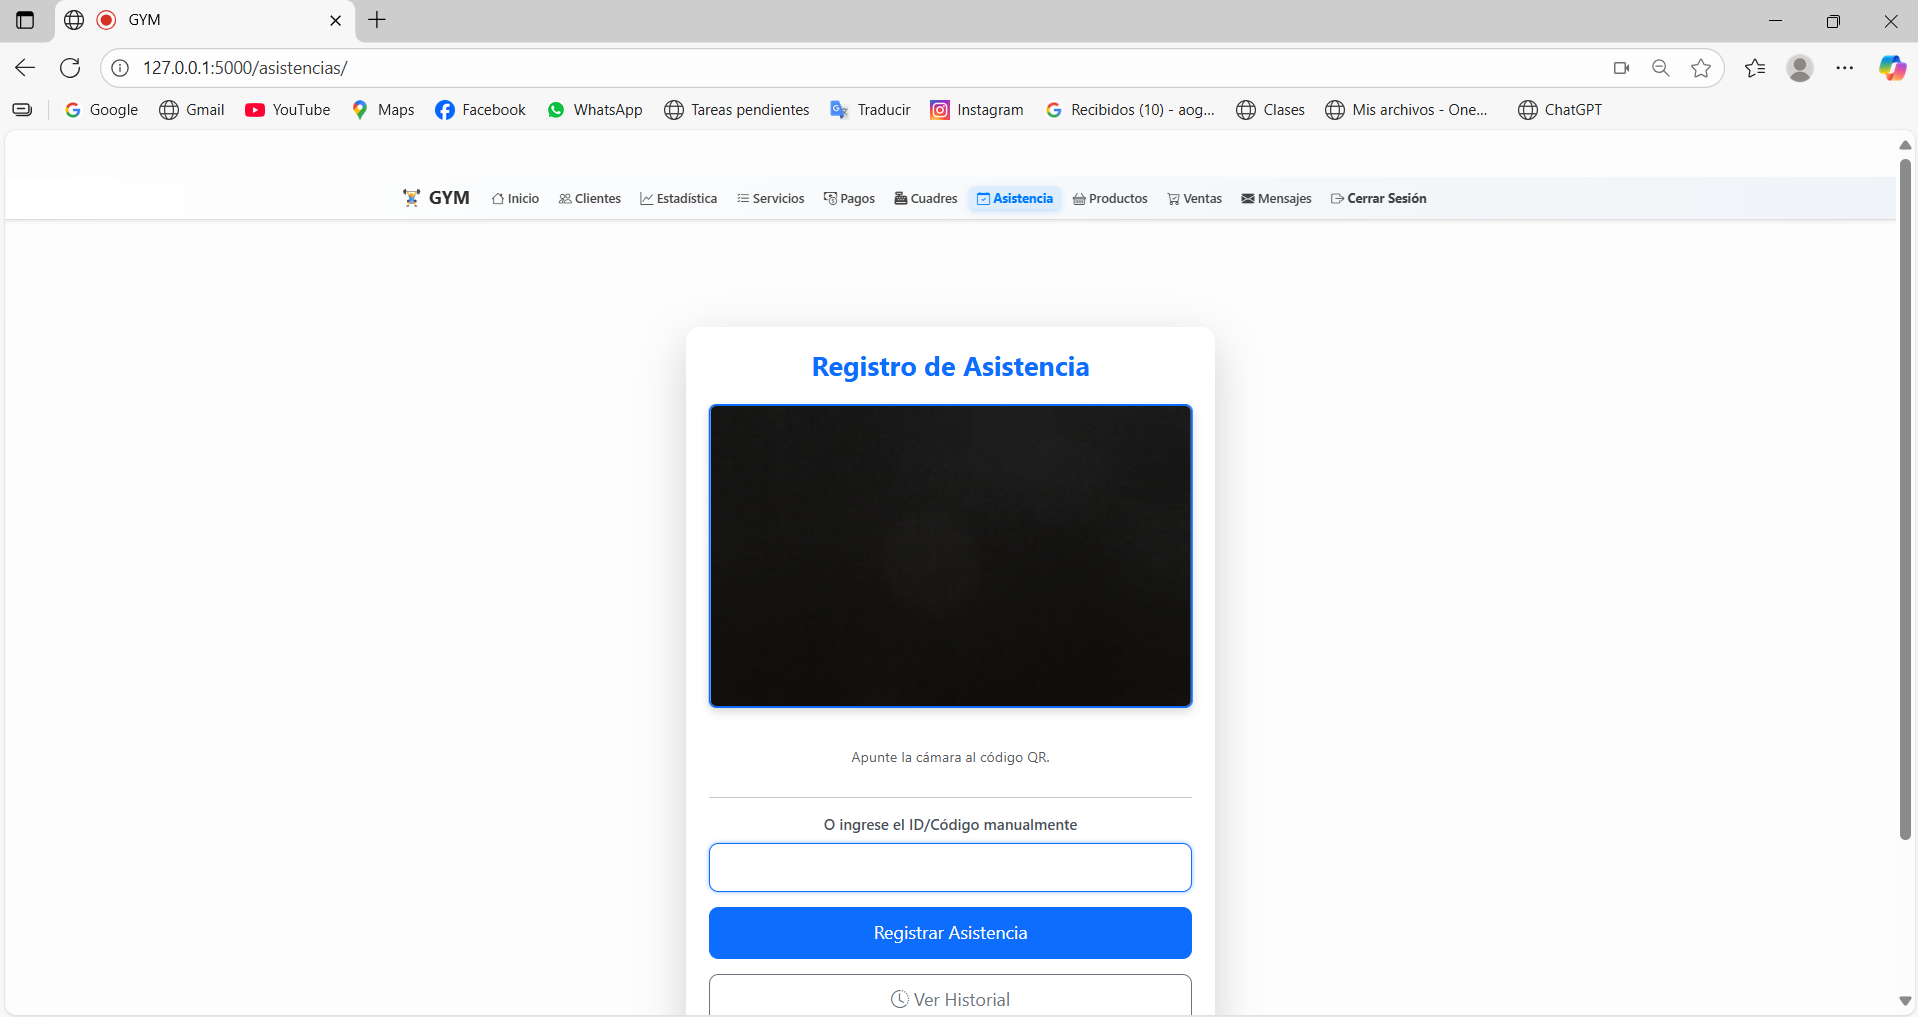 GYM
127.0.0.1:5000/asistencias/
Google Gmail YouTube Maps Facebook WhatsApp Tareas pendientes Traducir Instagram Recibidos (10) - aog... Clases Mis archivos - One... ChatGPT
GYM Inicio Clientes Estadística Servicios Pagos Cuadres Asistencia Productos Ventas Mensajes Cerrar Sesión
Registro de Asistencia
Apunte la cámara al código QR.
O ingrese el ID/Código manualmente
Registrar Asistencia
Ver Historial